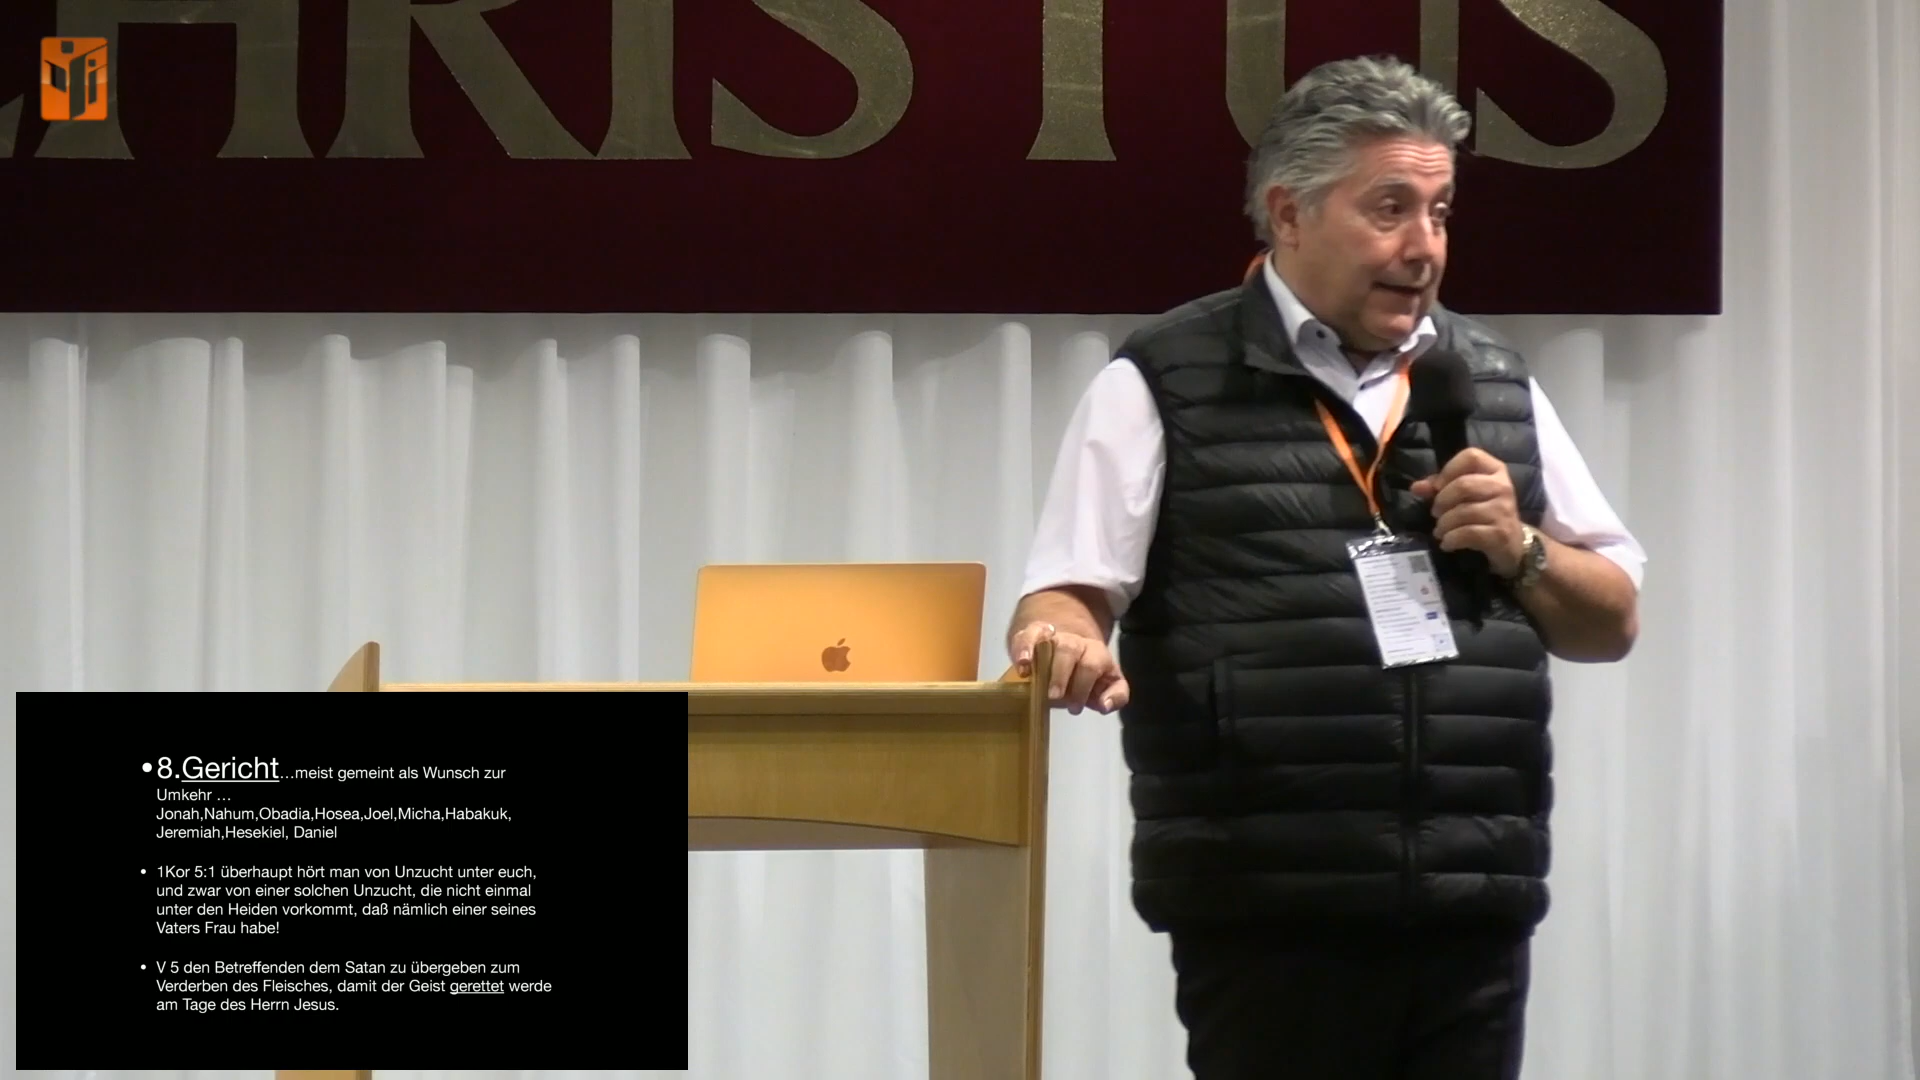 CHRISTUS
•8.Gericht…meist gemeint als Wunsch zur
Umkehr …
Jonah,Nahum,Obadia,Hosea,Joel,Micha,Habakuk,
Jeremiah,Hesekiel, Daniel
• 1Kor 5:1 überhaupt hört man von Unzucht unter euch,
und zwar von einer solchen Unzucht, die nicht einmal
unter den Heiden vorkommt, daß nämlich einer seines
Vaters Frau habe!
• V 5 den Betreffenden dem Satan zu übergeben zum
Verderben des Fleisches, damit der Geist gerettet werde
am Tage des Herrn Jesus.